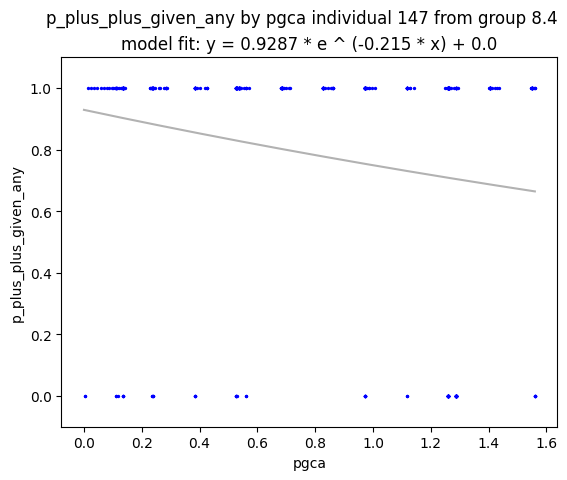 p_plus_plus_given_any by pgca individual 147 from group 8.4
model fit: y = 0.9287 * e ^ (-0.215 * x) + 0.0
p_plus_plus_given_any
1.0
0.8
0.6
0.4
0.2
0.0
0.0 0.2 0.4 0.6 0.8 1.0 1.2 1.4 1.6
pgca